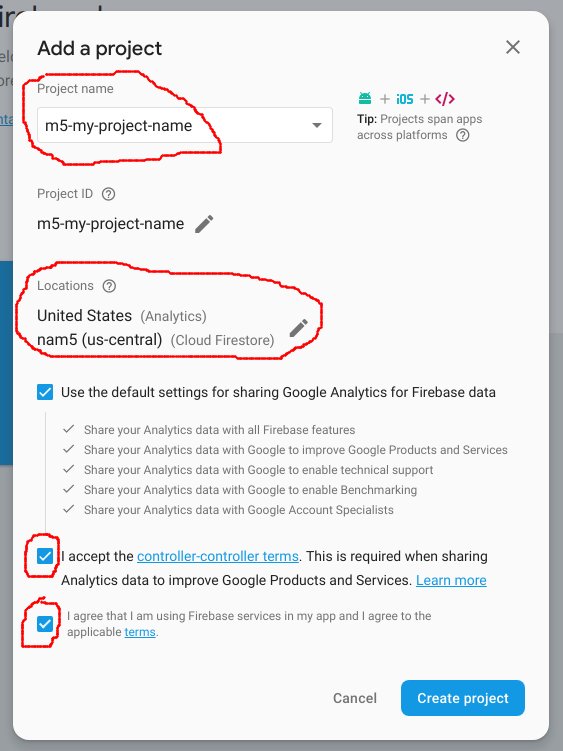 Add a project
Project name
m5-my-project-name
iOS
Tip: Projects span apps
across platforms
Project ID
m5-my-project-name
Locations
United States (Analytics)
nam5 (us-central) (Cloud Firestore)
Use the default settings for sharing Google Analytics for Firebase data
Share your Analytics data with all Firebase features
Share your Analytics data with Google to improve Google Products and Services
Share your Analytics data with Google to enable technical support
Share your Analytics data with Google to enable Benchmarking
Share your Analytics data with Google Account Specialists
I accept the controller-controller terms. This is required when sharing
Analytics data to improve Google Products and Services. Learn more
I agree that I am using Firebase services in my app and I agree to the
applicable terms.
Cancel Create project